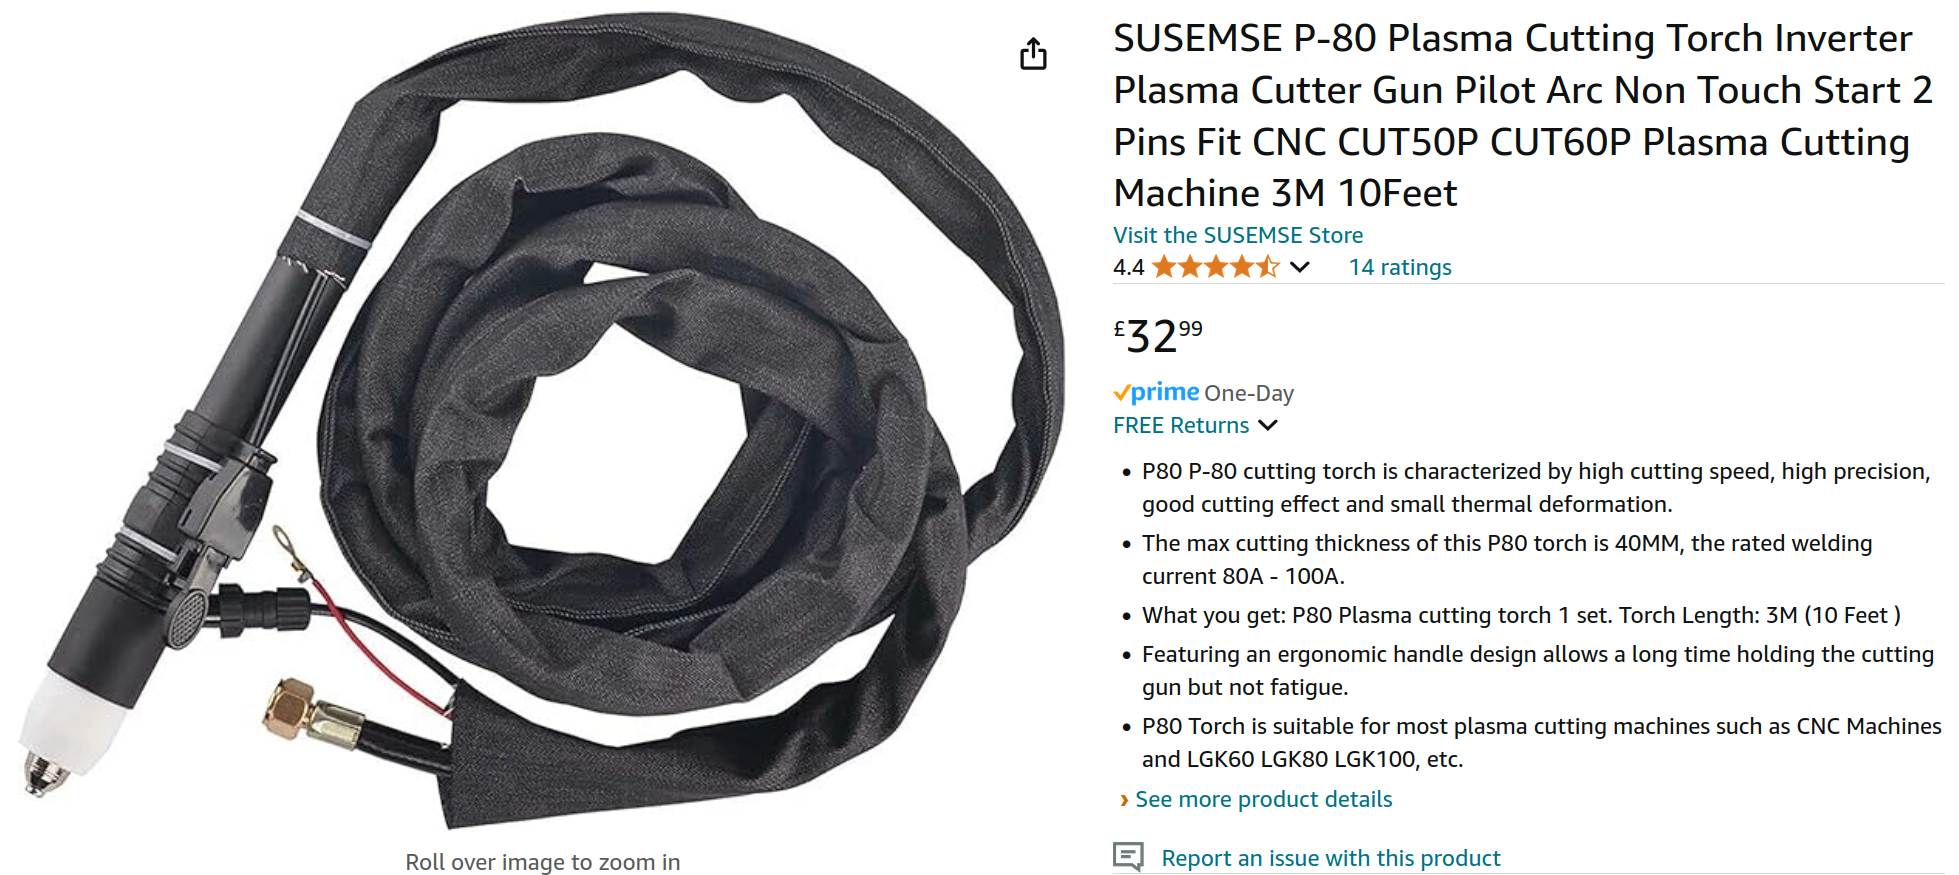 SUSEMSE P-80 Plasma Cutting Torch Inverter
Plasma Cutter Gun Pilot Arc Non Touch Start 2
Pins Fit CNC CUT50P CUT60P Plasma Cutting
Machine 3M 10Feet
Visit the SUSEMSE Store
4.4 14 ratings
£3299
prime One-Day
FREE Returns
• P80 P-80 cutting torch is characterized by high cutting speed, high precision,
good cutting effect and small thermal deformation.
• The max cutting thickness of this P80 torch is 40MM, the rated welding
current 80A - 100A.
• What you get: P80 Plasma cutting torch 1 set. Torch Length: 3M (10 Feet )
• Featuring an ergonomic handle design allows a long time holding the cutting
gun but not fatigue.
• P80 Torch is suitable for most plasma cutting machines such as CNC Machines
and LGK60 LGK80 LGK100, etc.
› See more product details
Report an issue with this product
Roll over image to zoom in